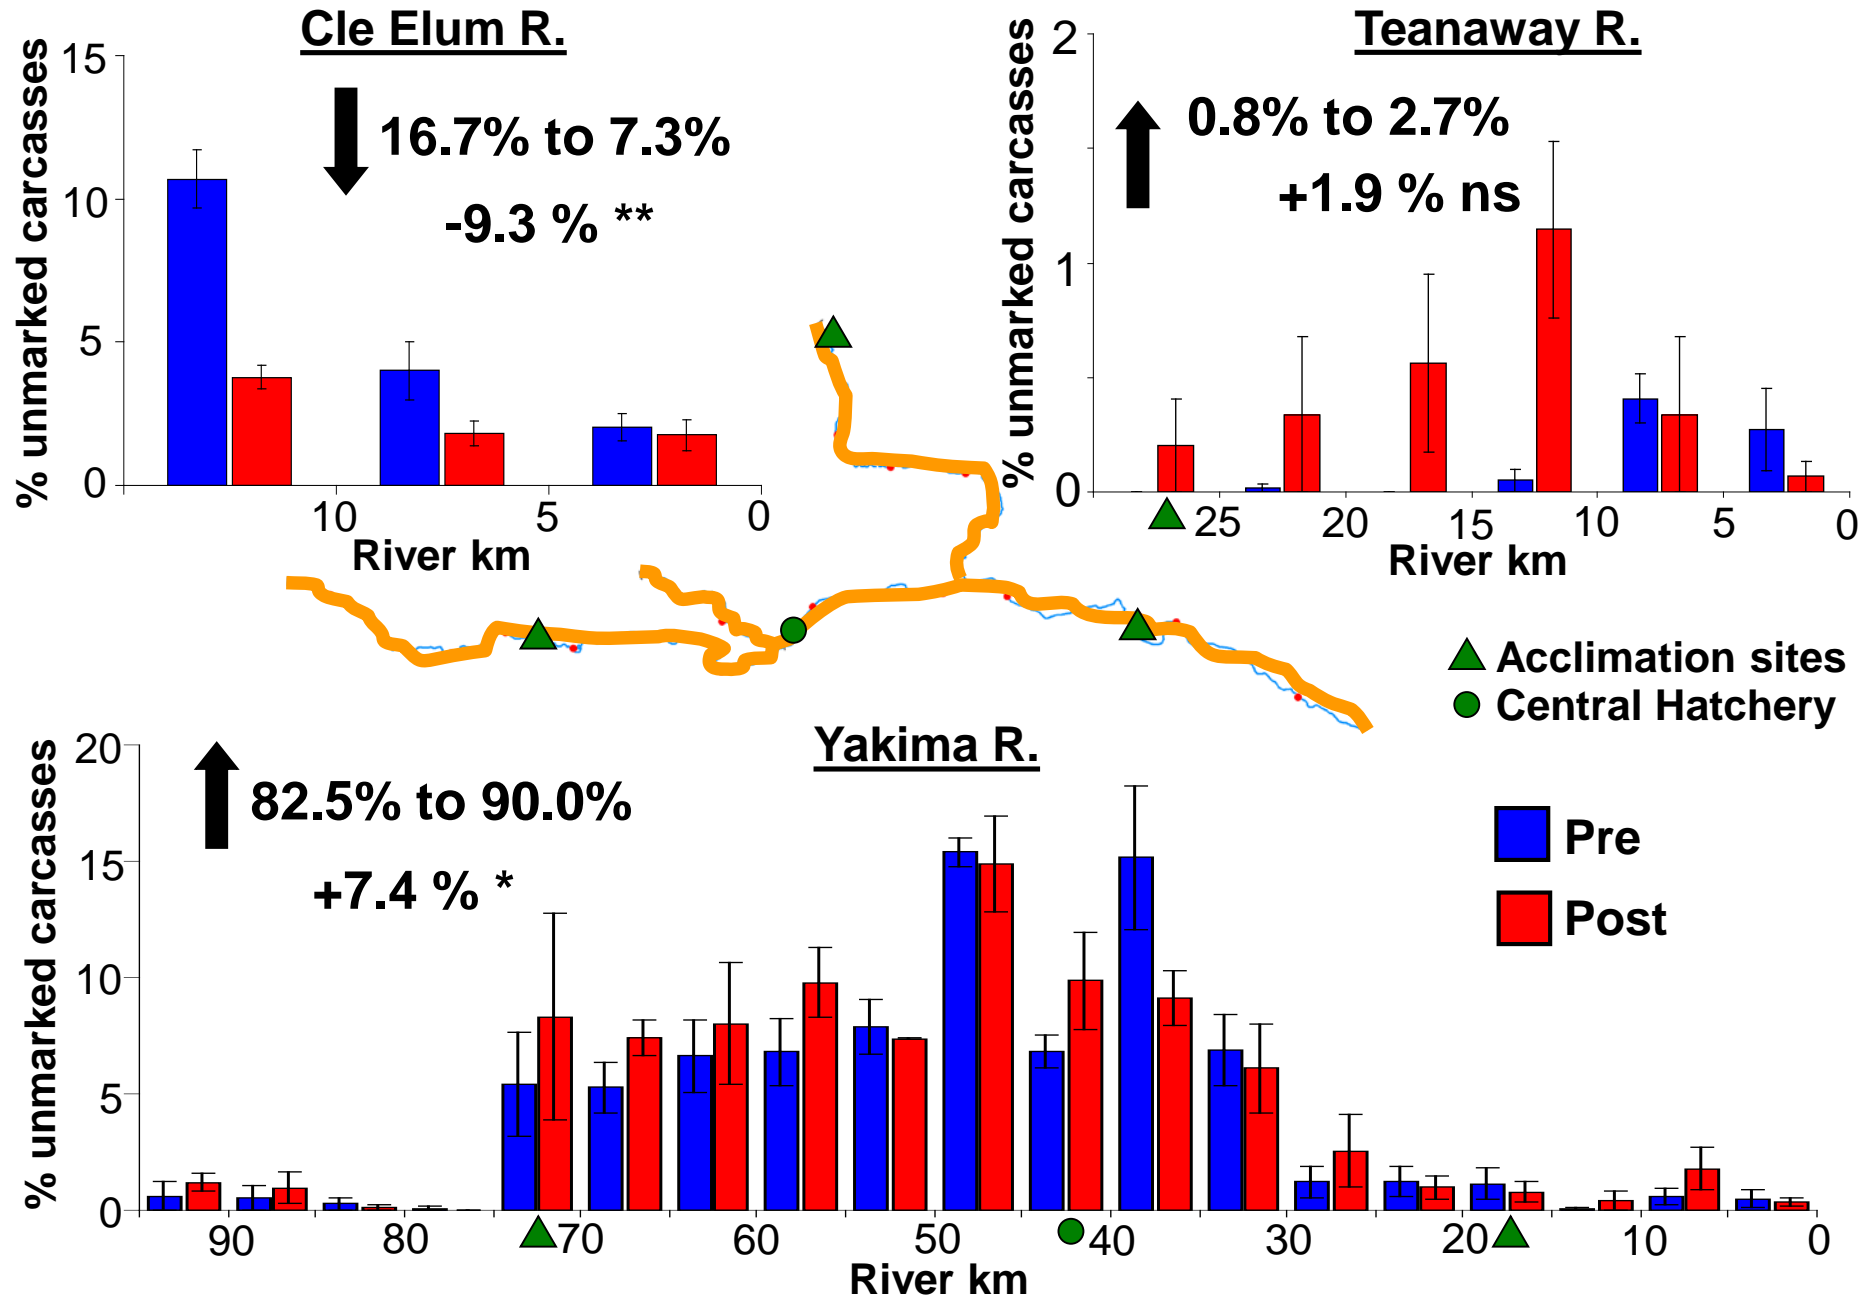 Cle Elum R.
% unmarked carcasses
15
10
5
0
16.7% to 7.3%
-9.3 % **
10
5
0
River km
Teanaway R.
% unmarked carcasses
2
1
0
0.8% to 2.7%
+1.9 % ns
25
20
15
10
5
0
River km
Acclimation sites
Central Hatchery
Yakima R.
% unmarked carcasses
20
15
10
5
0
82.5% to 90.0%
+7.4 % *
Pre
Post
90
80
70
60
50
40
30
20
10
0
River km